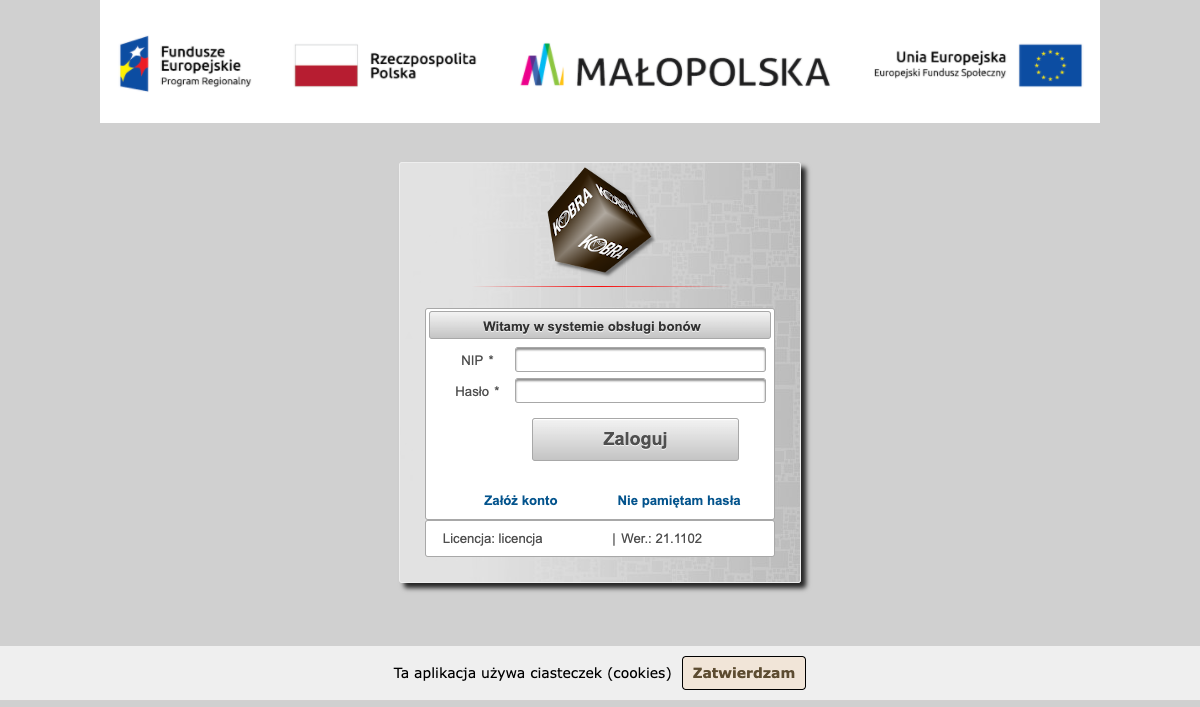 Fundusze
Europejskie
Program Regionalny
Rzeczpospolita
Polska
MAŁOPOLSKA
Unia Europejska
Europejski Fundusz Społeczny
KOBRA
KOBRA
KOBRA
Witamy w systemie obsługi bonów
NIP *
Hasło *
Zaloguj
Załóż konto
Nie pamiętam hasła
Licencja: licencja | Wer.: 21.1102
Ta aplikacja używa ciasteczek (cookies) Zatwierdzam